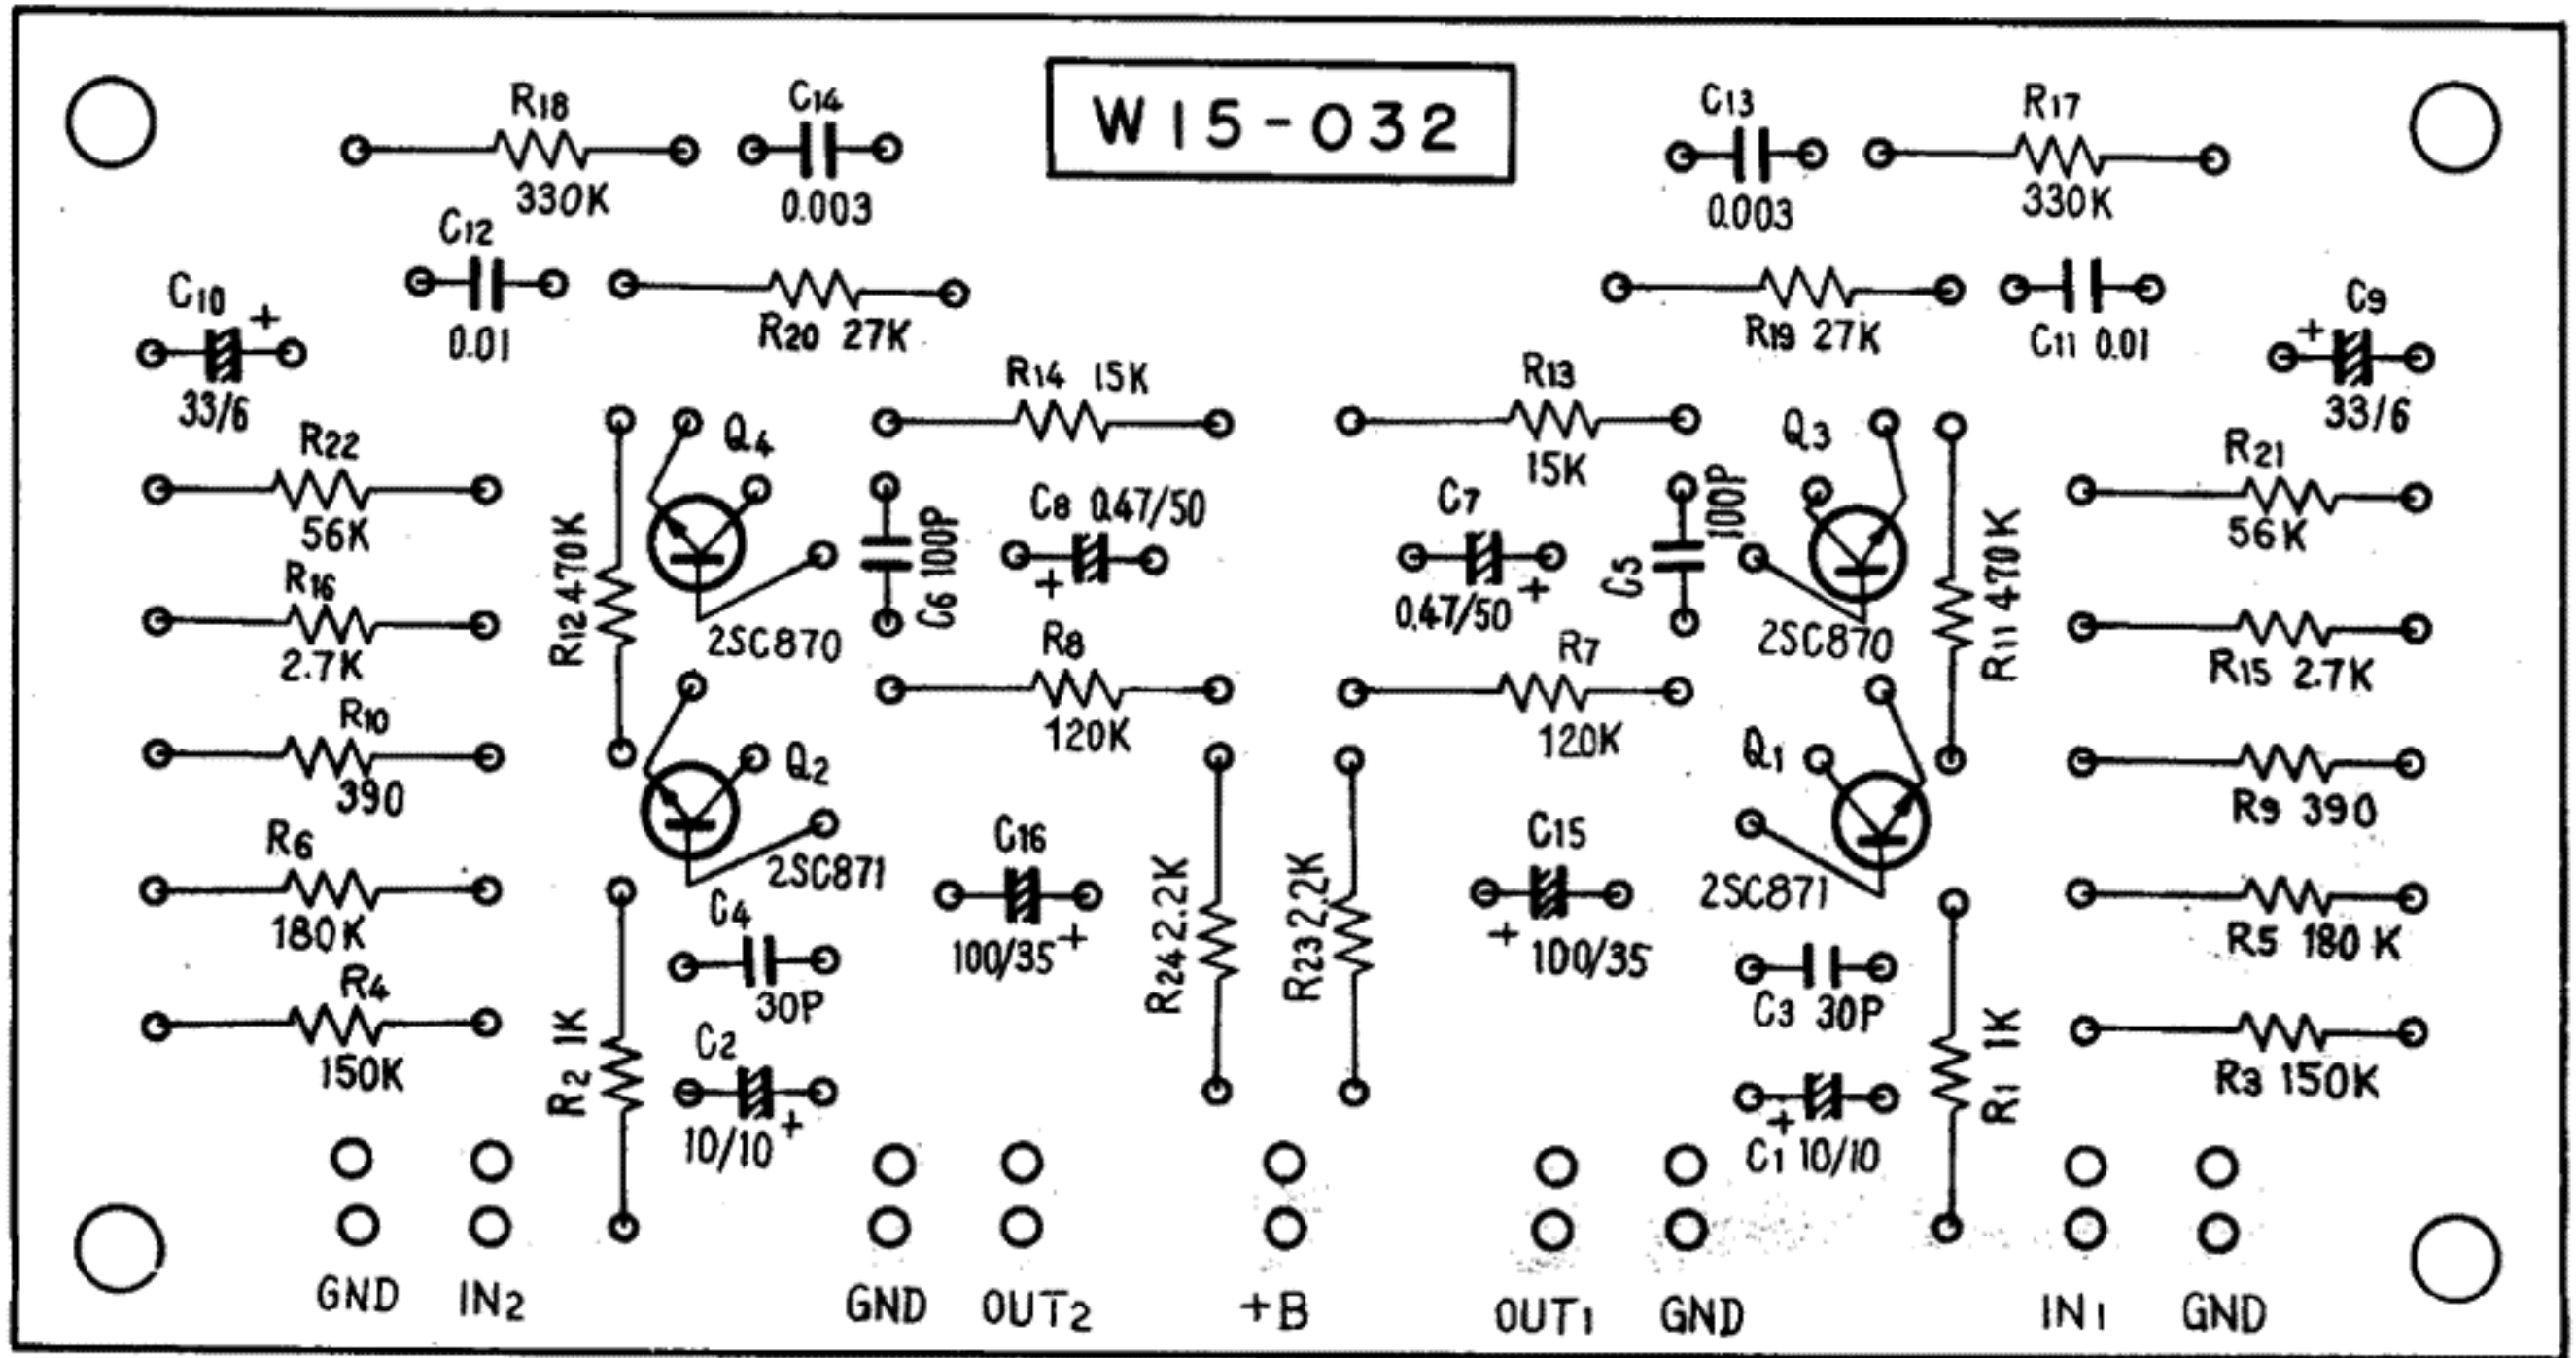 W15-032
R18
330K
C14
0.003
C13
0.003
R17
330K
C12
0.01
C10
+
33/6
R20 27K
R19 27K
C11 0.01
C9
+
33/6
R14 15K
R13
15K
Q4
Q3
R22
56K
R21
56K
R12 470K
2SC870
C6 100P
C8 0.47/50
+
C7
0.47/50 +
C5 100P
2SC870
R11 470K
R16
2.7K
R15 2.7K
R8
120K
R7
120K
R10
390
Q2
Q1
R9 390
R6
180K
2SC871
C16
100/35 +
R24 2.2K
R23 2.2K
C15
+ 100/35
2SC871
R5 180K
C4
30P
C3 30P
R4
150K
R3 150K
R2 1K
C2
10/10 +
+
C1 10/10
R1 1K
GND IN2 GND OUT2 +B OUT1 GND IN1 GND